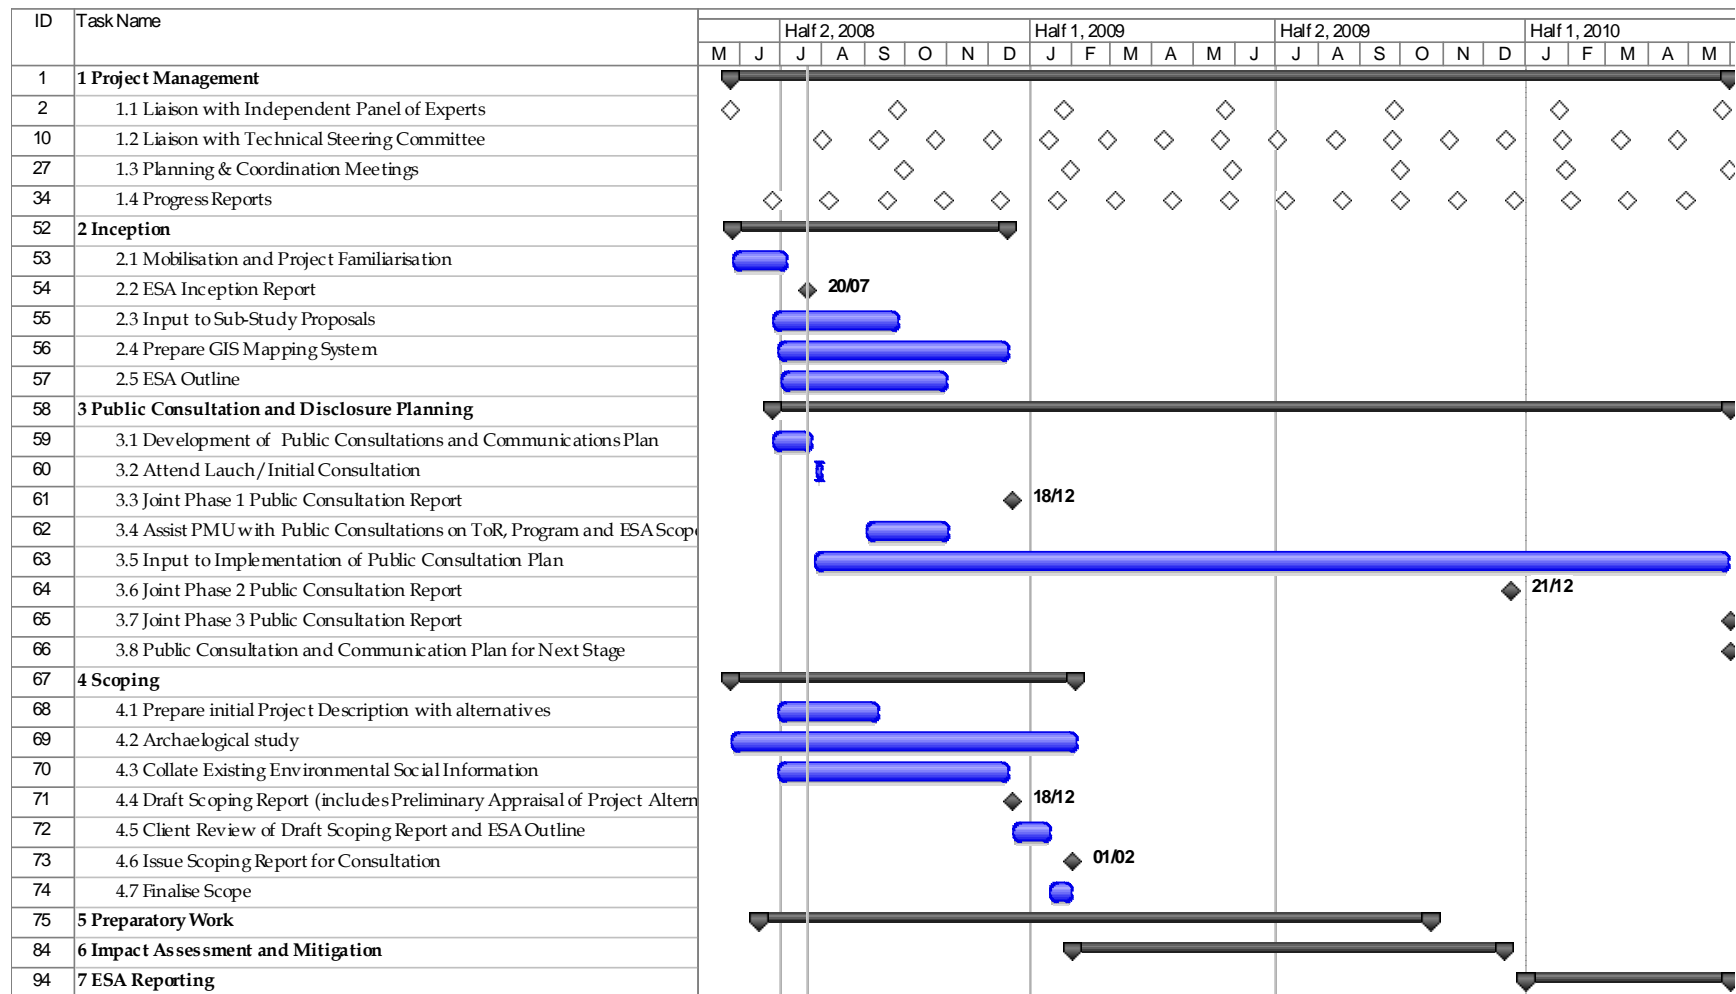 ID Task Name
Half 2, 2008 Half 1, 2009 Half 2, 2009 Half 1, 2010
M J J A S O N D J F M A M J J A S O N D J F M A M
1 1 Project Management
2 1.1 Liaison with Independent Panel of Experts
10 1.2 Liaison with Technical Steering Committee
27 1.3 Planning & Coordination Meetings
34 1.4 Progress Reports
52 2 Inception
53 2.1 Mobilisation and Project Familiarisation
54 2.2 ESA Inception Report 20/07
55 2.3 Input to Sub-Study Proposals
56 2.4 Prepare GIS Mapping System
57 2.5 ESA Outline
58 3 Public Consultation and Disclosure Planning
59 3.1 Development of Public Consultations and Communications Plan
60 3.2 Attend Lauch/Initial Consultation
61 3.3 Joint Phase 1 Public Consultation Report 18/12
62 3.4 Assist PMU with Public Consultations on ToR, Program and ESA Scope
63 3.5 Input to Implementation of Public Consultation Plan
64 3.6 Joint Phase 2 Public Consultation Report 21/12
65 3.7 Joint Phase 3 Public Consultation Report
66 3.8 Public Consultation and Communication Plan for Next Stage
67 4 Scoping
68 4.1 Prepare initial Project Description with alternatives
69 4.2 Archaelogical study
70 4.3 Collate Existing Environmental Social Information
71 4.4 Draft Scoping Report (includes Preliminary Appraisal of Project Altern 18/12
72 4.5 Client Review of Draft Scoping Report and ESA Outline
73 4.6 Issue Scoping Report for Consultation 01/02
74 4.7 Finalise Scope
75 5 Preparatory Work
84 6 Impact Assessment and Mitigation
94 7 ESA Reporting